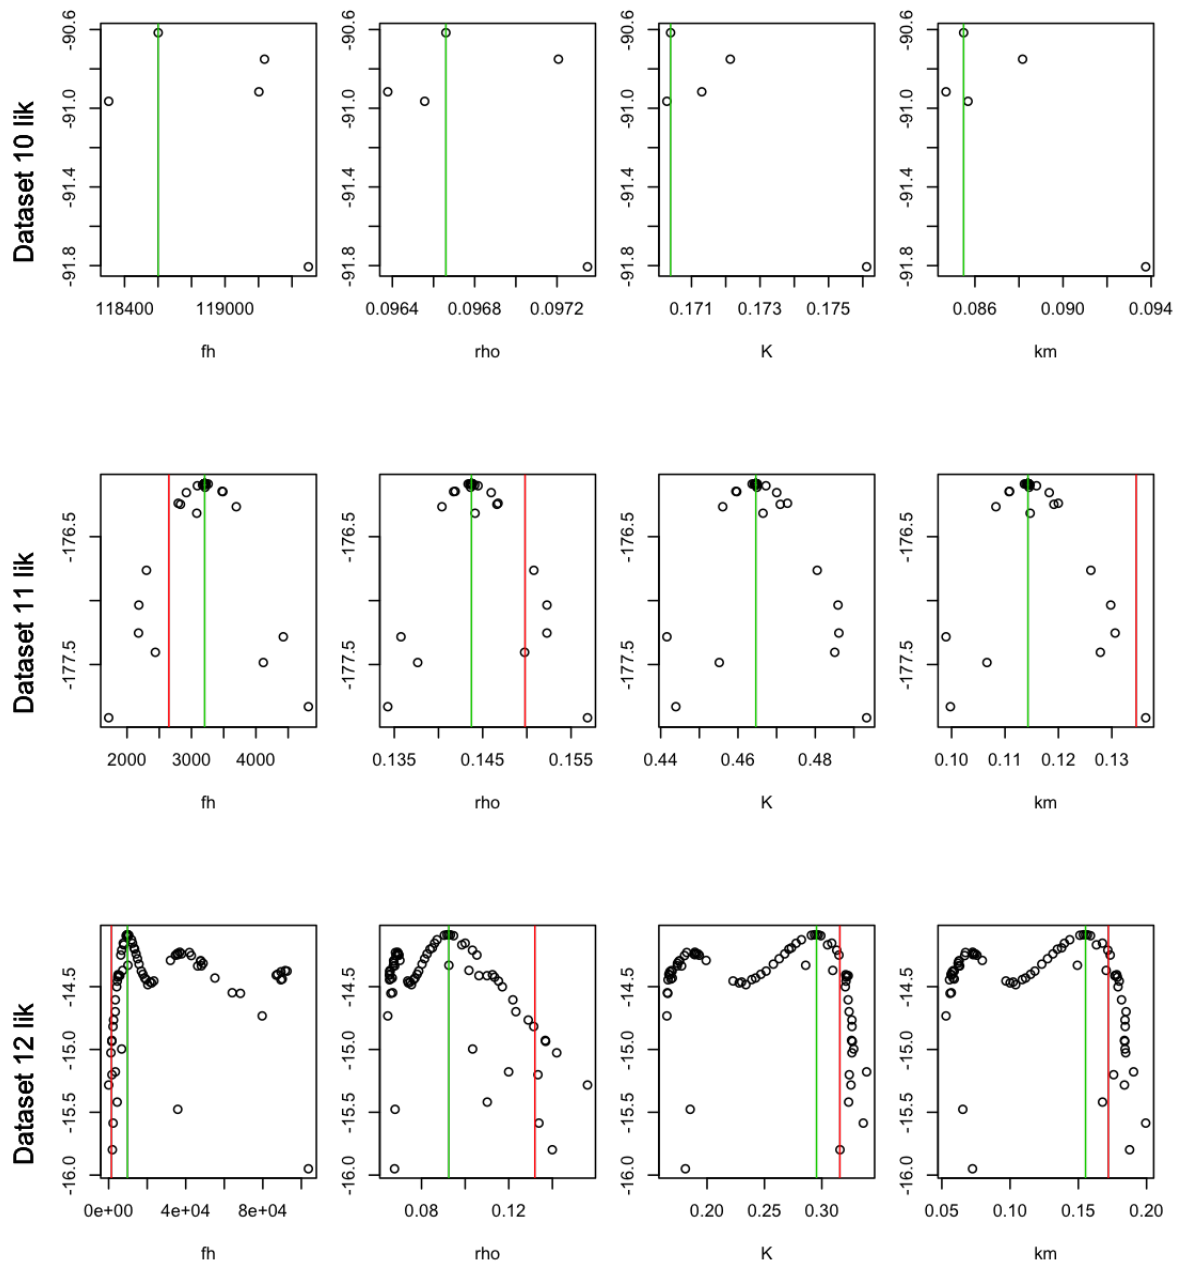 Dataset 10 lik
-90.6
-91.0
-91.4
-91.8
118400 119000
fh
-90.6
-91.0
-91.4
-91.8
0.0964 0.0968 0.0972
rho
-90.6
-91.0
-91.4
-91.8
0.171 0.173 0.175
K
-90.6
-91.0
-91.4
-91.8
0.086 0.090 0.094
km
Dataset 11 lik
-176.5
-177.5
2000 3000 4000
fh
-176.5
-177.5
0.135 0.145 0.155
rho
-176.5
-177.5
0.44 0.46 0.48
K
-176.5
-177.5
0.10 0.11 0.12 0.13
km
Dataset 12 lik
-14.5
-15.0
-15.5
-16.0
0e+00 4e+04 8e+04
fh
-14.5
-15.0
-15.5
-16.0
0.08 0.12
rho
-14.5
-15.0
-15.5
-16.0
0.20 0.25 0.30
K
-14.5
-15.0
-15.5
-16.0
0.05 0.10 0.15 0.20
km